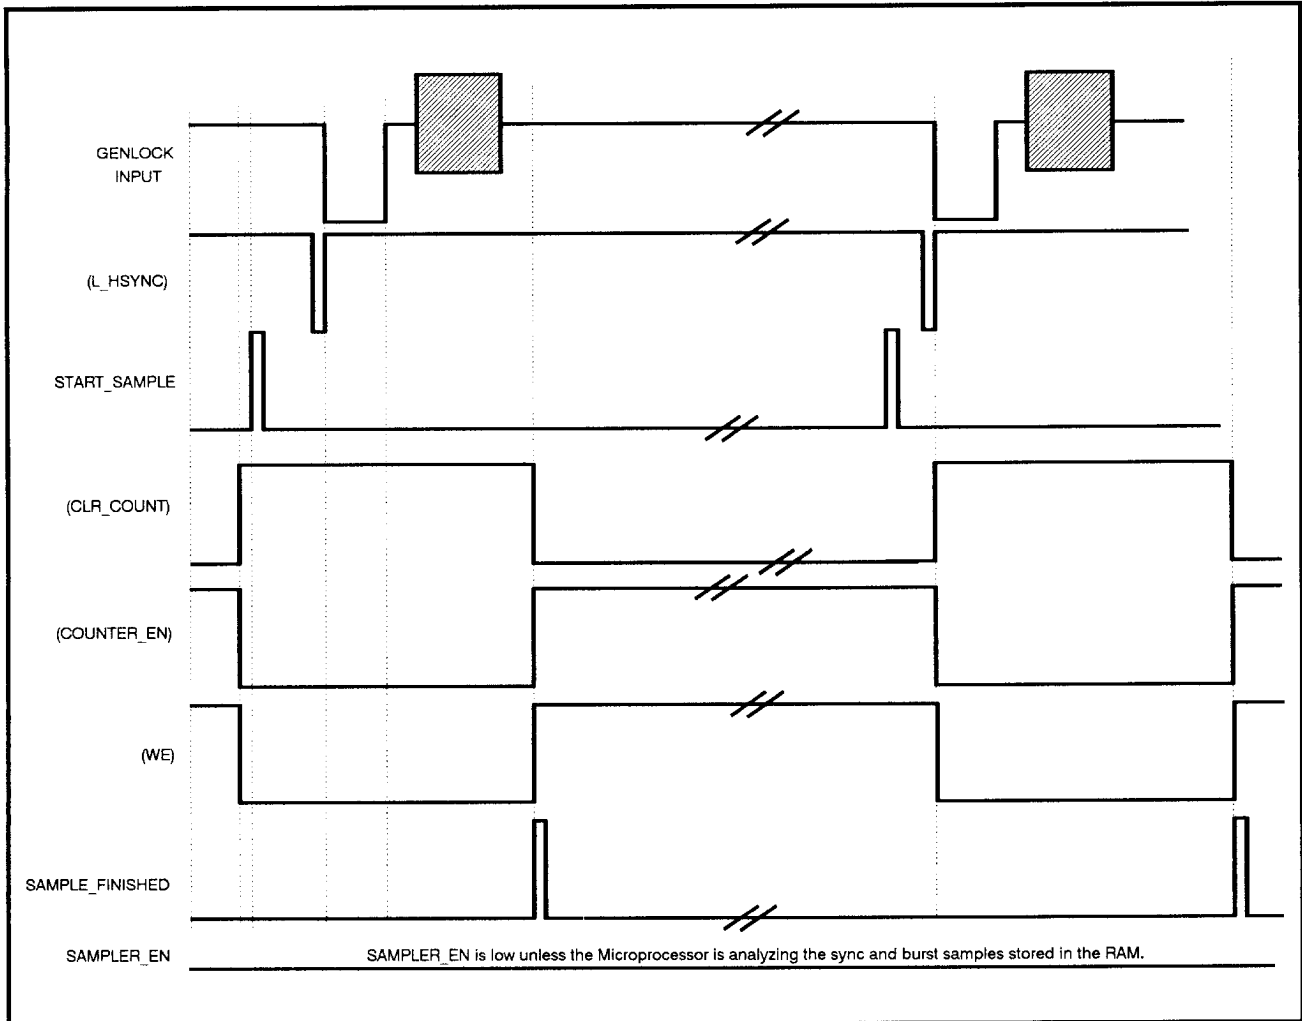 GENLOCK
INPUT
(L_HSYNC)
START_SAMPLE
(CLR_COUNT)
(COUNTER_EN)
(WE)
SAMPLE_FINISHED
SAMPLER_EN SAMPLER_EN is low unless the Microprocessor is analyzing the sync and burst samples stored in the RAM.